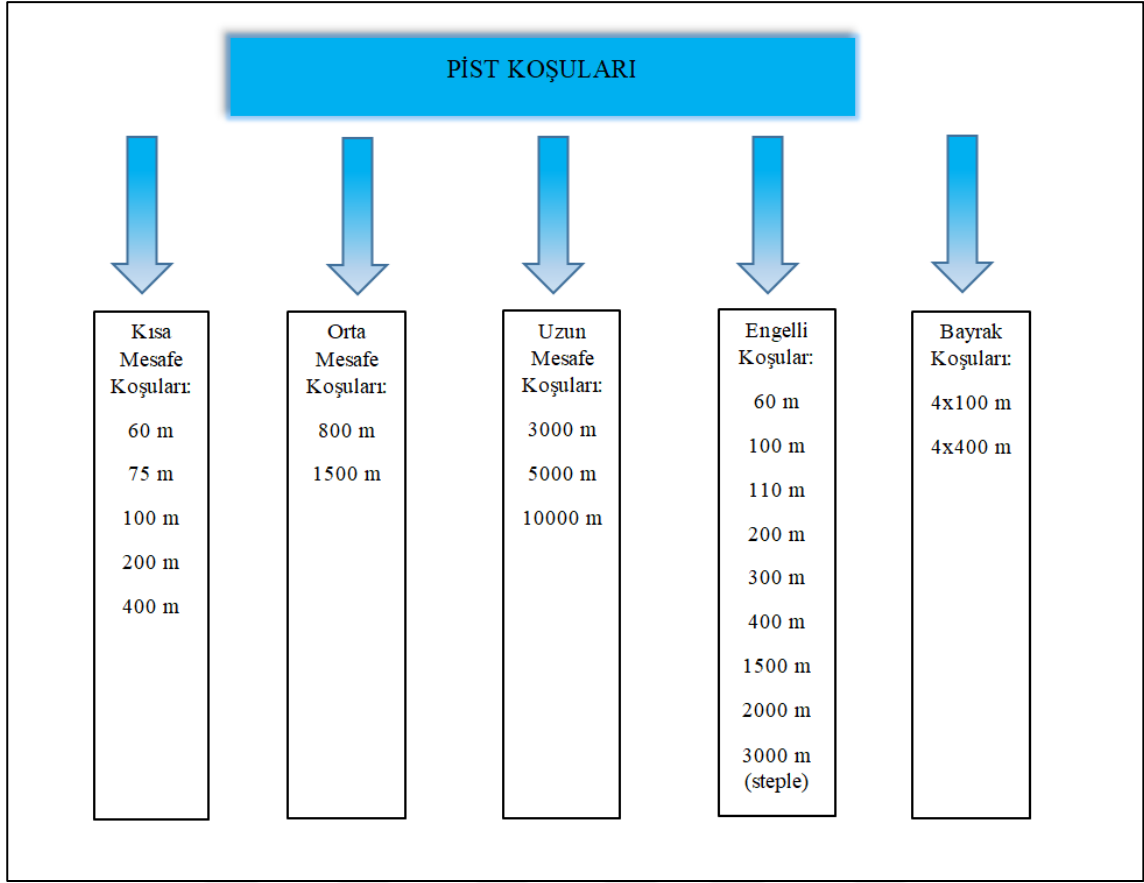 PİST KOŞULARI
Kısa
Mesafe
Koşuları:
60 m
75 m
100 m
200 m
400 m
Orta
Mesafe
Koşuları:
800 m
1500 m
Uzun
Mesafe
Koşuları:
3000 m
5000 m
10000 m
Engelli
Koşular:
60 m
100 m
110 m
200 m
300 m
400 m
1500 m
2000 m
3000 m
(steple)
Bayrak
Koşuları:
4x100 m
4x400 m